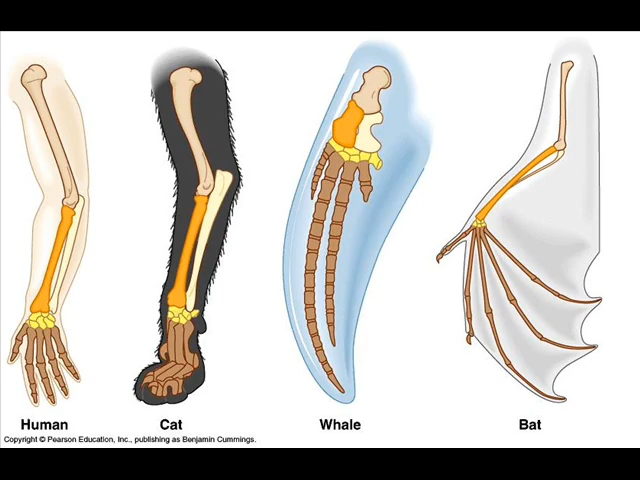 Human Cat Whale Bat
Copyright © Pearson Education, Inc., publishing as Benjamin Cummings.